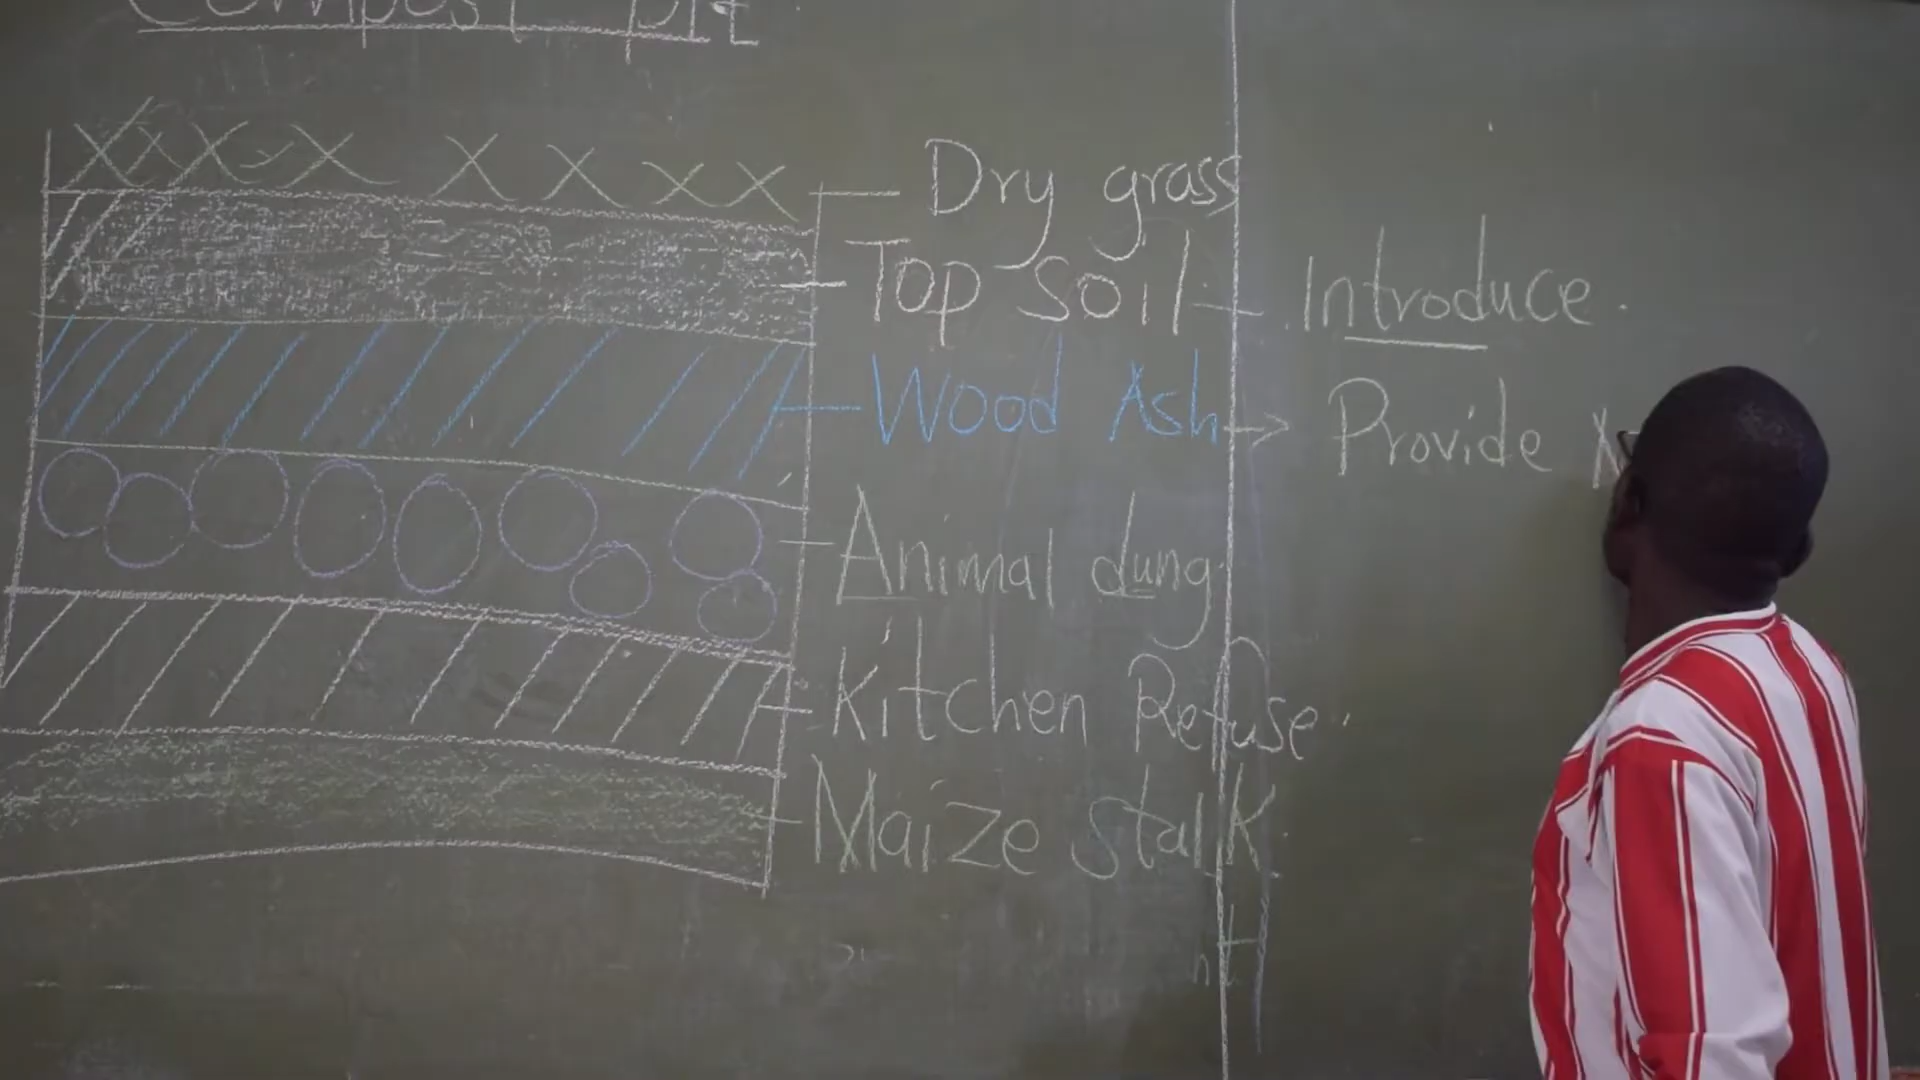 Compost pit
Dry grass
Top soil - Introduce.
Wood Ash → Provide
Animal dung.
Kitchen Refuse.
Maize stalk.